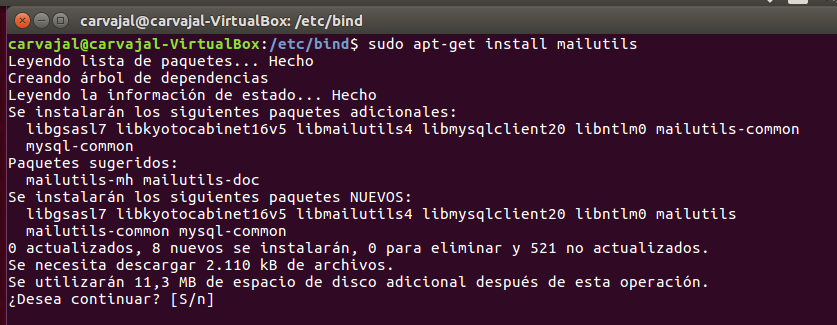 carvajal@carvajal-VirtualBox: /etc/bind
carvajal@carvajal-VirtualBox:/etc/bind$ sudo apt-get install mailutils
Leyendo lista de paquetes... Hecho
Creando árbol de dependencias
Leyendo la información de estado... Hecho
Se instalarán los siguientes paquetes adicionales:
  libgsasl7 libkyotocabinet16v5 libmailutils4 libmysqlclient20 libntlm0 mailutils-common
  mysql-common
Paquetes sugeridos:
  mailutils-mh mailutils-doc
Se instalarán los siguientes paquetes NUEVOS:
  libgsasl7 libkyotocabinet16v5 libmailutils4 libmysqlclient20 libntlm0 mailutils
  mailutils-common mysql-common
0 actualizados, 8 nuevos se instalarán, 0 para eliminar y 521 no actualizados.
Se necesita descargar 2.110 kB de archivos.
Se utilizarán 11,3 MB de espacio de disco adicional después de esta operación.
¿Desea continuar? [S/n]